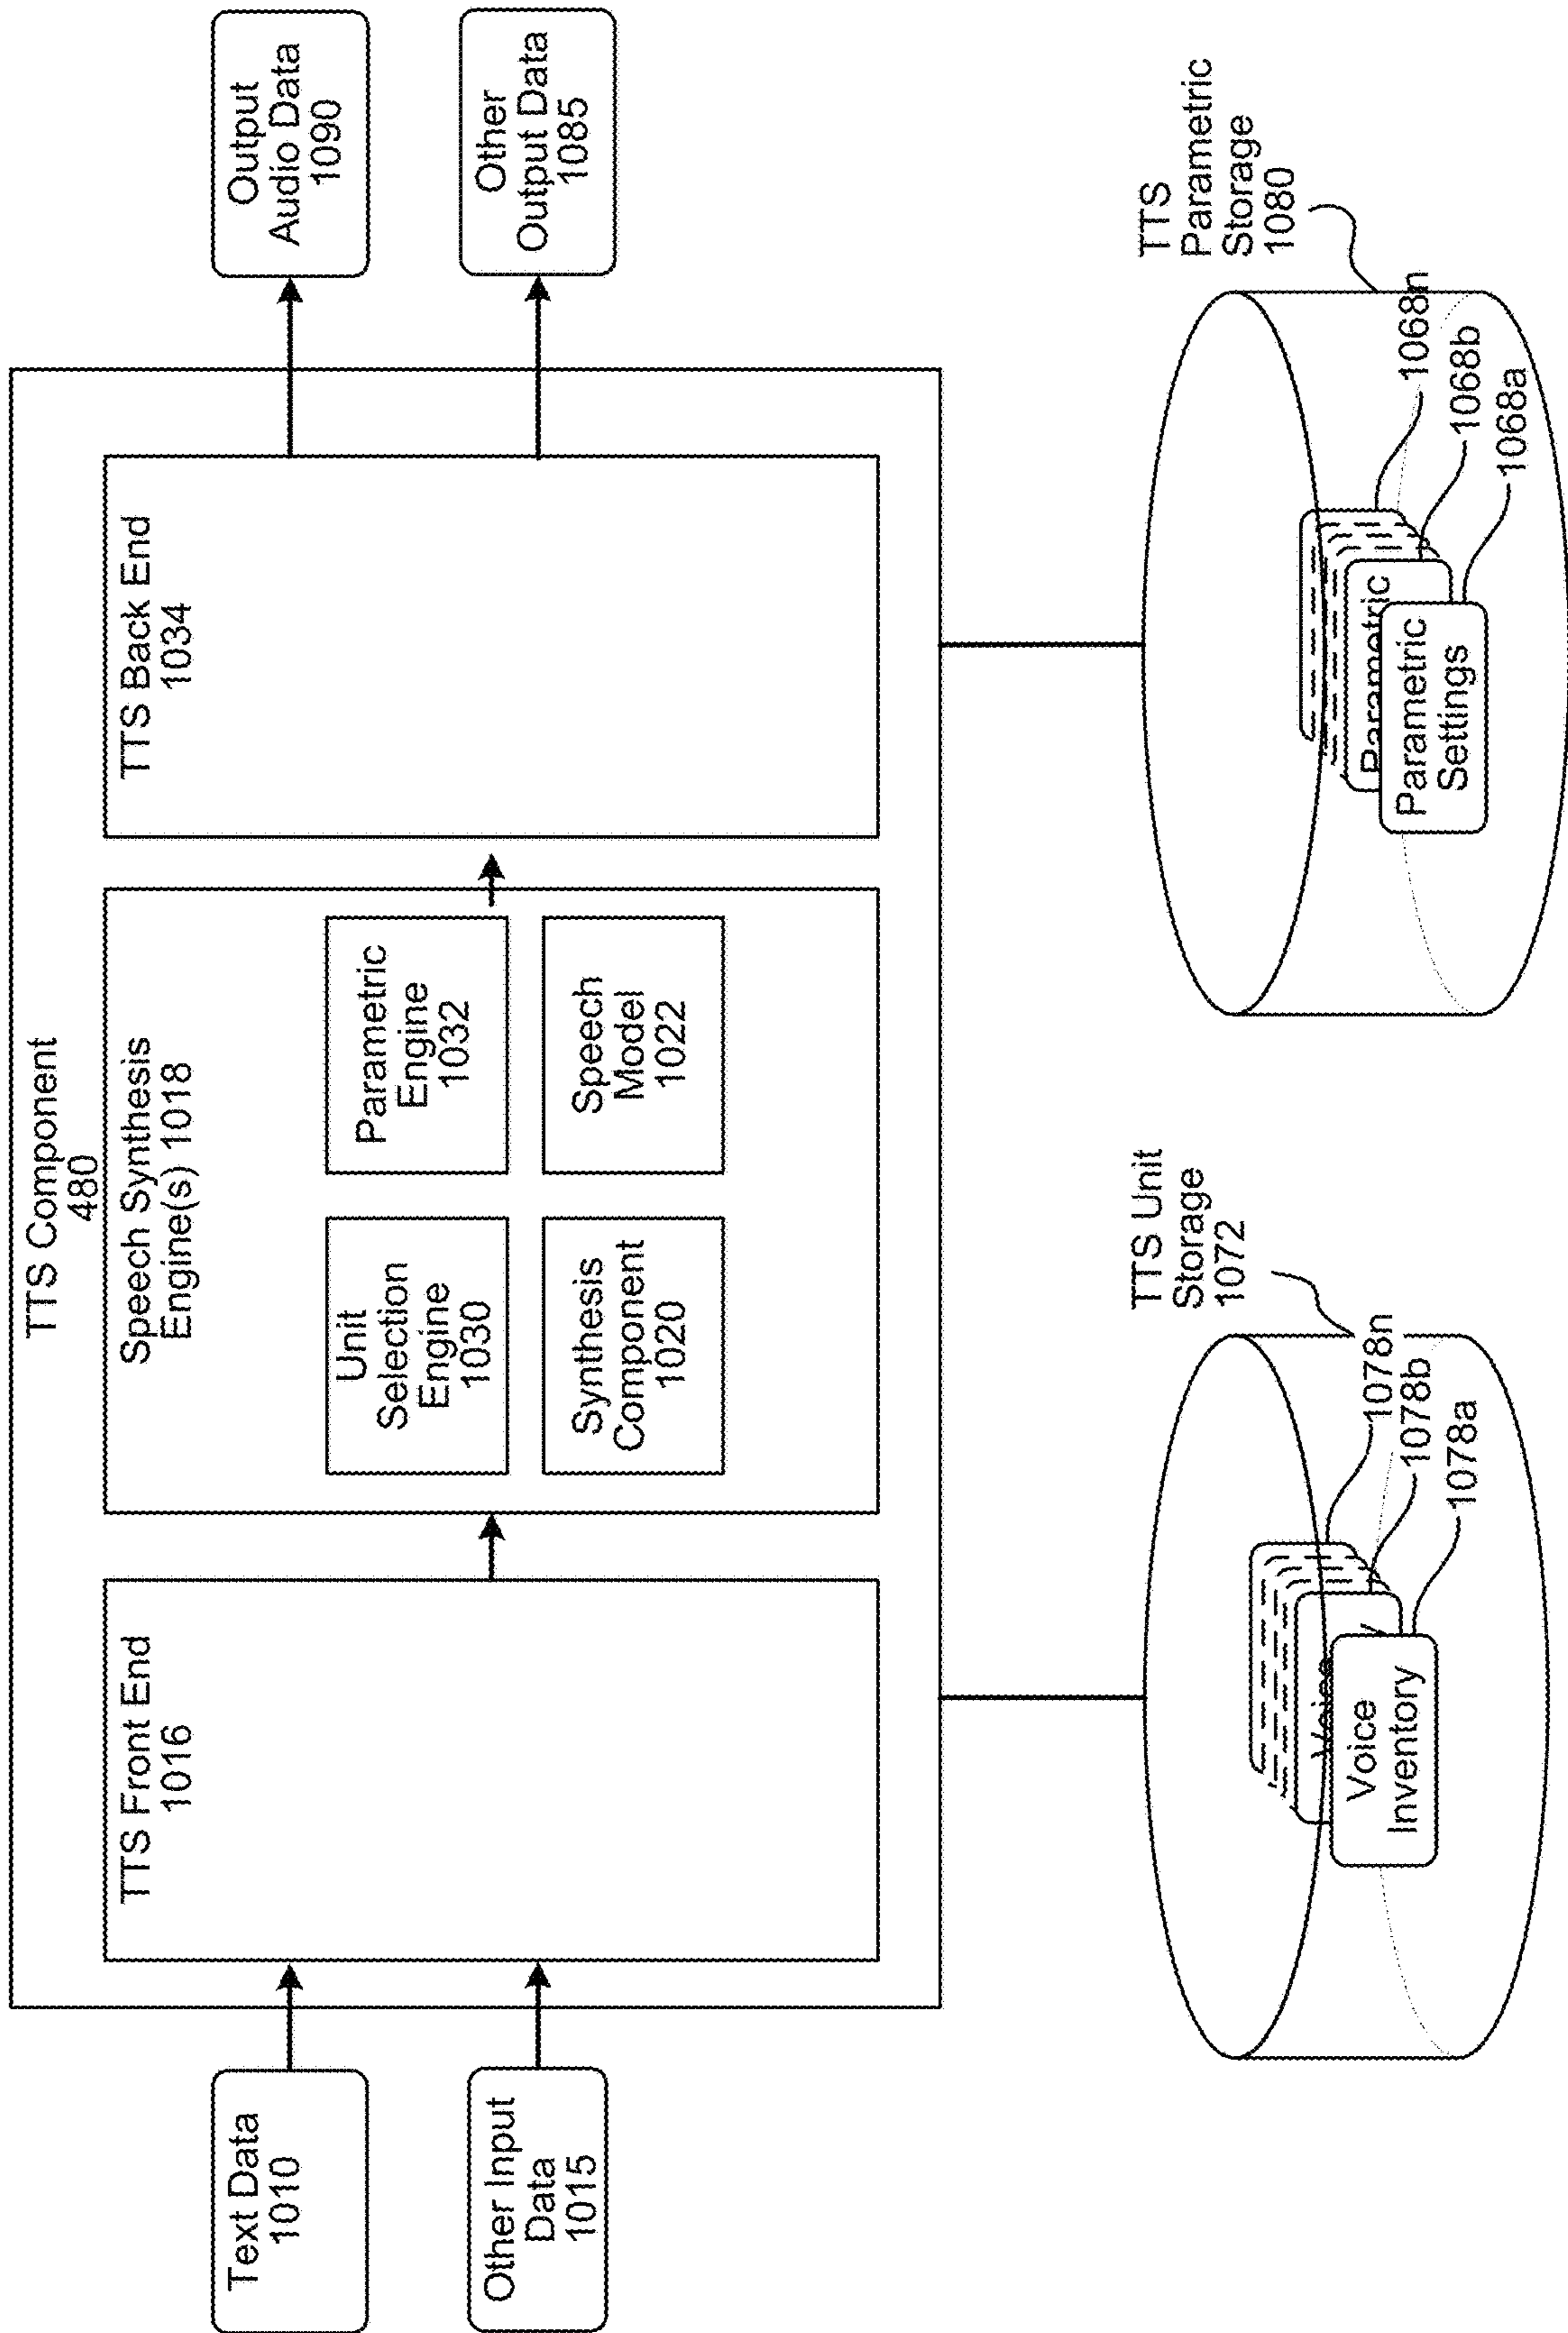 TTS Component
480
Text Data
1010
Other Input
Data
1015
TTS Front End
1016
Speech Synthesis
Engine(s) 1018
Unit
Selection
Engine
1030
Parametric
Engine
1032
Synthesis
Component
1020
Speech
Model
1022
TTS Back End
1034
Output
Audio Data
1090
Other
Output Data
1085
TTS Unit
Storage
1072
1078n
1078b
1078a
Voice
Voice
Inventory
TTS
Parametric
Storage
1080
1068n
1068b
1068a
Parametric
Parametric
Settings